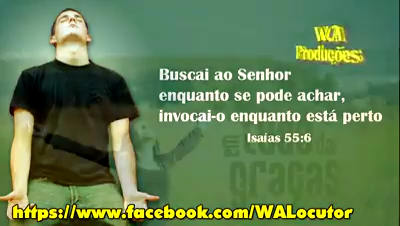 WAL
Produções:
Buscai ao Senhor
enquanto se pode achar,
invocai-o enquanto está perto
Isaías 55:6
graças
https://www.facebook.com/WALocutor